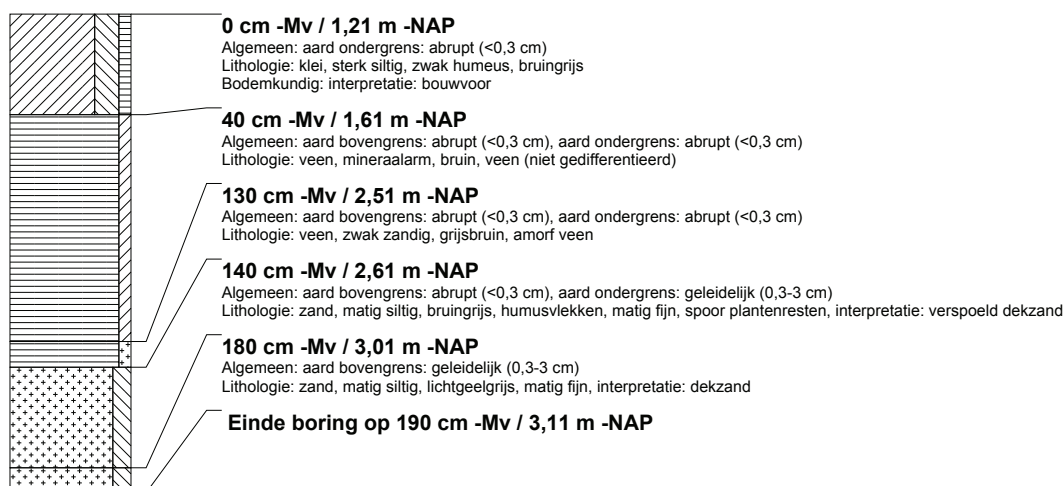 0 cm -Mv / 1,21 m -NAP
Algemeen: aard ondergrens: abrupt (<0,3 cm)
Lithologie: klei, sterk siltig, zwak humeus, bruingrijs
Bodemkundig: interpretatie: bouwvoor
40 cm -Mv / 1,61 m -NAP
Algemeen: aard bovengrens: abrupt (<0,3 cm), aard ondergrens: abrupt (<0,3 cm)
Lithologie: veen, mineraalarm, bruin, veen (niet gedifferentieerd)
130 cm -Mv / 2,51 m -NAP
Algemeen: aard bovengrens: abrupt (<0,3 cm), aard ondergrens: abrupt (<0,3 cm)
Lithologie: veen, zwak zandig, grijsbruin, amorf veen
140 cm -Mv / 2,61 m -NAP
Algemeen: aard bovengrens: abrupt (<0,3 cm), aard ondergrens: geleidelijk (0,3-3 cm)
Lithologie: zand, matig siltig, bruingrijs, humusvlekken, matig fijn, spoor plantenresten, interpretatie: verspoeld dekzand
180 cm -Mv / 3,01 m -NAP
Algemeen: aard bovengrens: geleidelijk (0,3-3 cm)
Lithologie: zand, matig siltig, lichtgeelgrijs, matig fijn, interpretatie: dekzand
Einde boring op 190 cm -Mv / 3,11 m -NAP